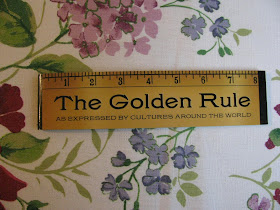 1 2 3 4 5 6 7 8
The Golden Rule
AS EXPRESSED BY CULTURES AROUND THE WORLD